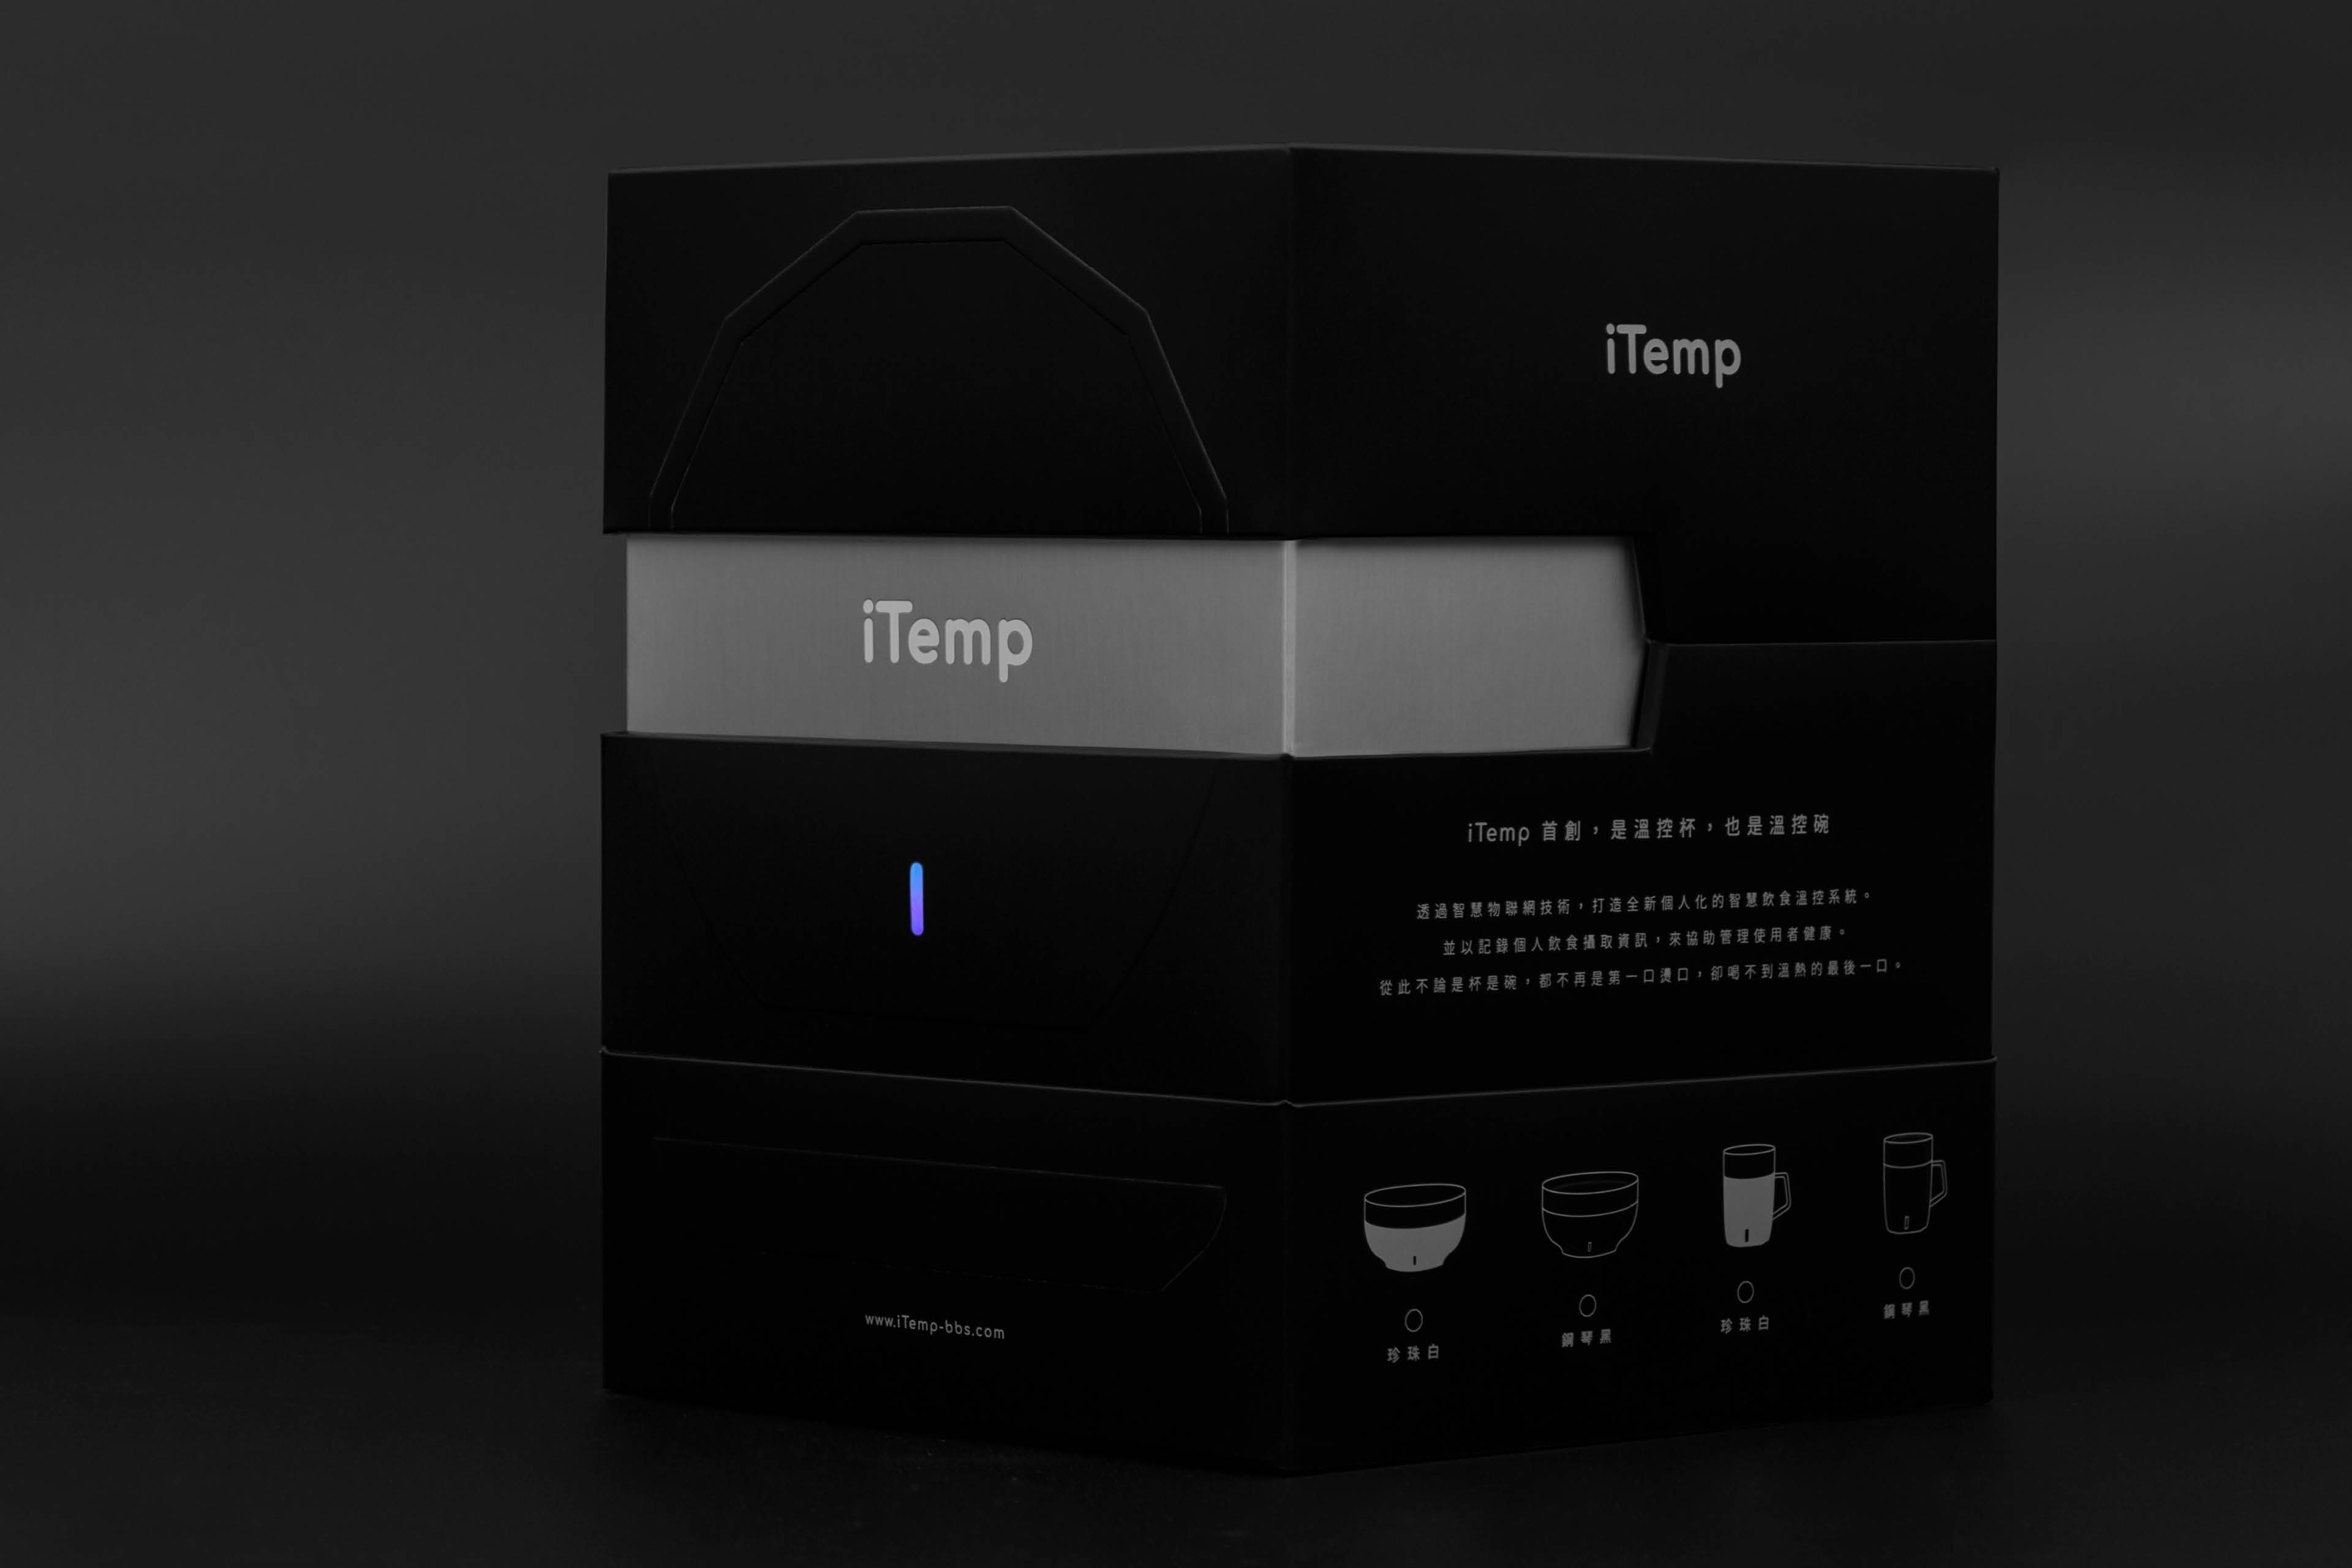 iTemp
iTemp
iTemp 首創，是溫控杯，也是溫控碗
透過智慧物聯網技術，打造全新個人化的智慧飲食溫控系統。
並以記錄個人飲食攝取資訊，來協助管理使用者健康。
從此不論是杯是碗，都不再是第一口燙口，卻喝不到溫熱的最後一口。
www.iTemp-bbs.com
珍珠白
鋼琴黑
珍珠白
鋼琴黑